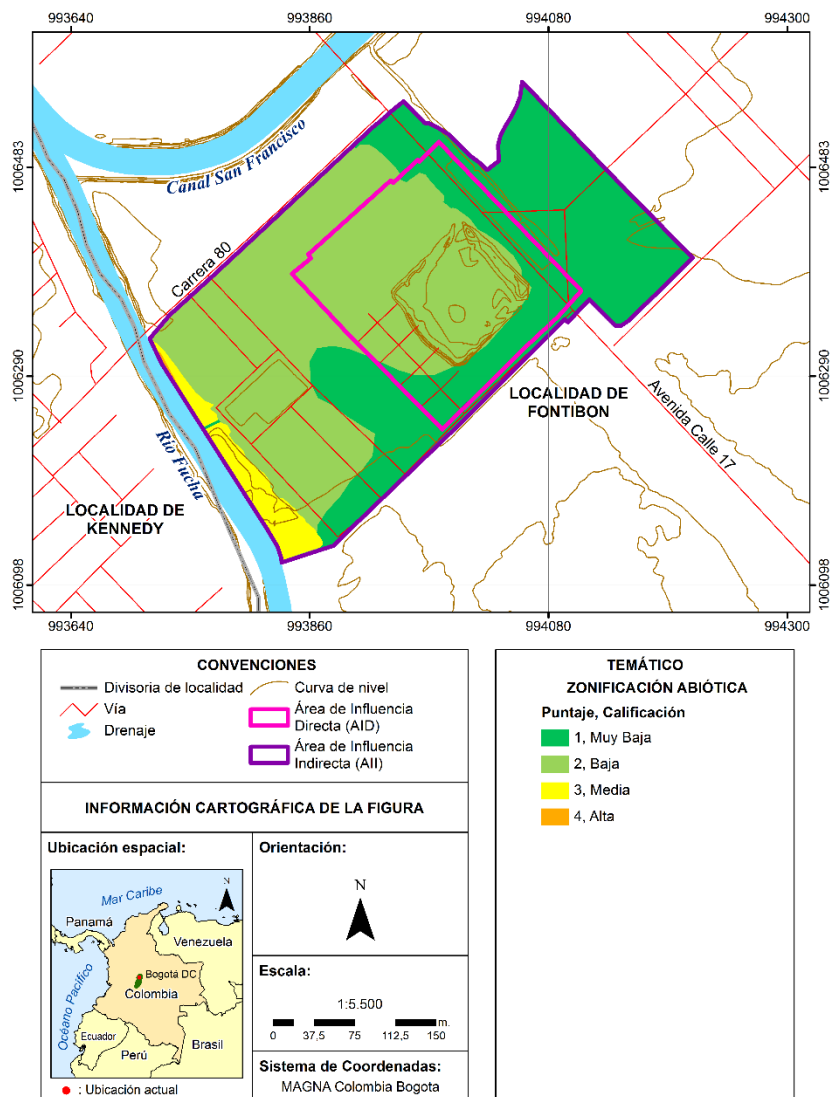 993640
993860
994080
994300
1006483
1006483
Canal San Francisco
Carrera 80
1006290
1006290
LOCALIDAD DE
FONTIBON
Avenida Calle 17
Río Fucha
LOCALIDAD DE
KENNEDY
1006098
1006098
993640
993860
994080
994300
CONVENCIONES
Divisoria de localidad
Vía
Drenaje
Curva de nivel
Área de Influencia
Directa (AID)
Área de Influencia
Indirecta (AII)
INFORMACIÓN CARTOGRÁFICA DE LA FIGURA
Ubicación espacial:
N
Mar Caribe
Panamá
Venezuela
Bogotá DC
Colombia
Océano Pacífico
Ecuador
Perú
Brasil
: Ubicación actual
Orientación:
N
Escala:
1:5.500
0 37,5 75 112,5 150 m.
Sistema de Coordenadas:
MAGNA Colombia Bogota
TEMÁTICO
ZONIFICACIÓN ABIÓTICA
Puntaje, Calificación
1, Muy Baja
2, Baja
3, Media
4, Alta